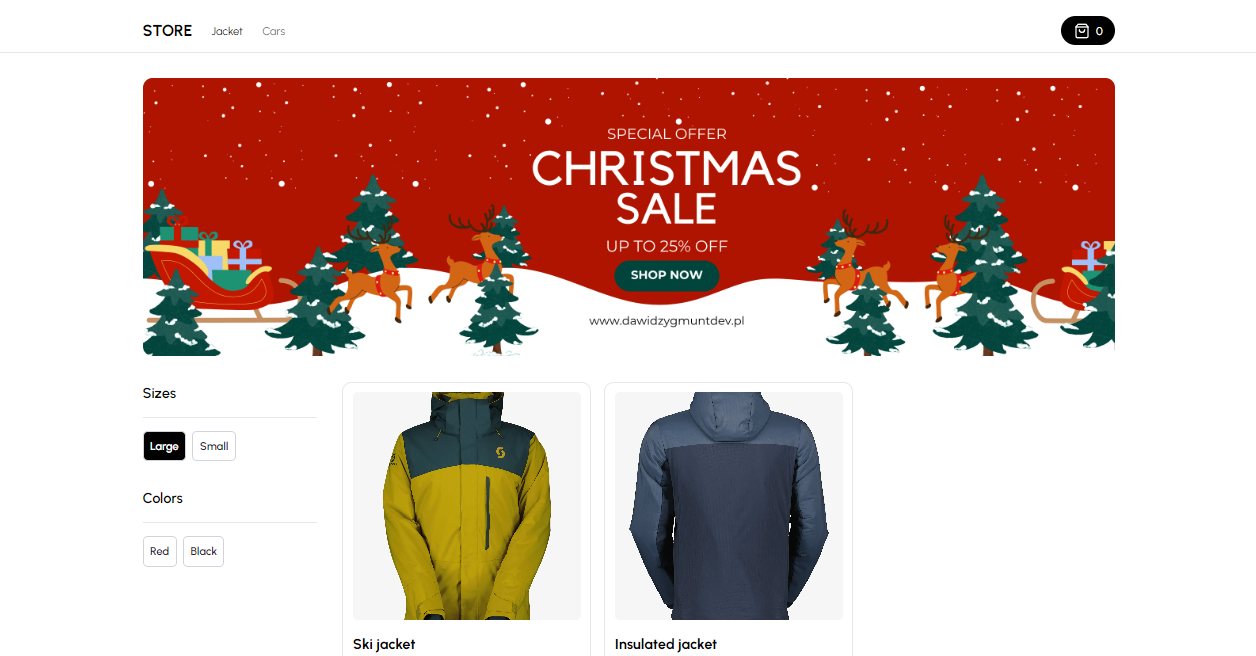 STORE
Jacket
Cars
0
SPECIAL OFFER
CHRISTMAS
SALE
UP TO 25% OFF
SHOP NOW
www.dawidzygmuntdev.pl
Sizes
Large
Small
Colors
Red
Black
Ski jacket
Insulated jacket